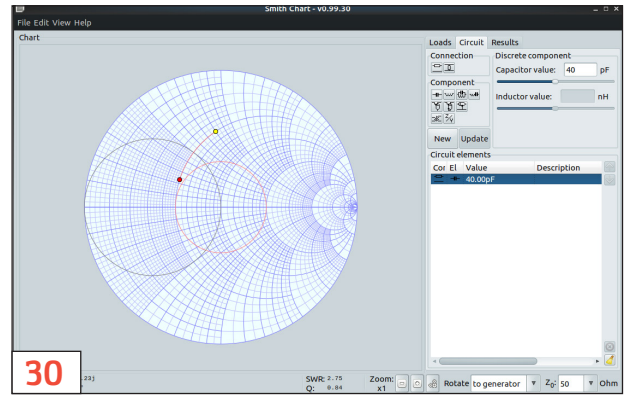 Smith Chart - v0.99.30
File Edit View Help
Chart
Loads Circuit Results
Connection
Discrete component
Capacitor value: 40 pF
Component
Inductor value: nH
New Update
Circuit elements
Cor El Value Description
40.00pF
30
.23j
SWR: 2.75
Q: 0.84
Zoom:
x1
Rotate to generator
Z0: 50 Ohm